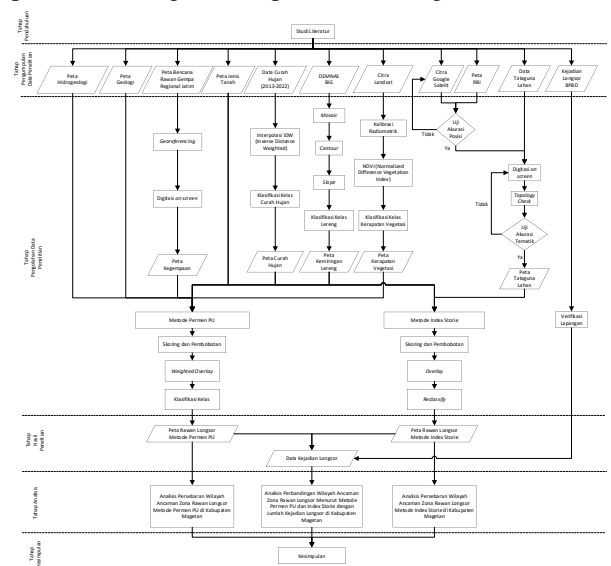 Tahap
Pendahuluan
Studi Literatur
Tahap
Pengumpulan
Data Penelitian
Peta
Hidrogeologi
Peta
Geologi
Peta Bencana
Rawan Gempa
Regional Jatim
Peta Jenis
Tanah
Data Curah
Hujan
(2013-2022)
DEMNAS
BIG
Citra
Landsat
Citra
Google
Satelit
Peta
RBI
Data
Tataguna
Lahan
Kejadian
Longsor
BPBD
Tahap
Pengolahan Data
Penelitian
Georeferencing
Digitasi on screen
Peta
Kegempaan
Interpolasi IDW
(Inverse
Distance
Weighted)
Klasifikasi Kelas
Curah Hujan
Peta Curah
Hujan
Mosaic
Contour
Slope
Klasifikasi Kelas
Lereng
Peta
Kemiringan
Lereng
Kalibrasi
Radiometrik
NDVI (Normalized
Difference Vegetation
Index)
Klasifikasi Kelas
Kerapatan Vegetasi
Peta
Kerapatan
Vegetasi
Uji
Akurasi
Posisi
Tidak
Ya
Digitasi on
screen
Topology
Check
Tidak
Uji
Akurasi
Tematik
Ya
Peta
Tataguna
Lahan
Verifikasi
Lapangan
Metode Permen PU
Skoring dan Pembobotan
Weighted Overlay
Klasifikasi Kelas
Metode Index Storie
Skoring dan Pembobotan
Overlay
Reclassify
Tahap
Hasil
Penelitian
Peta Rawan Longsor
Metode Permen PU
Peta Rawan Longsor
Metode Index Storie
Data Kejadian Longsor
Tahap Analisis
Analisis Persebaran Wilayah
Ancaman Zona Rawan Longsor
Metode Permen PU di Kabupaten
Magetan
Analisis Perbandingan Wilayah Ancaman
Zona Rawan Longsor Menurut Metode
Permen PU dan Index Storie dengan
Jumlah Kejadian Longsor di Kabupaten
Magetan
Analisis Persebaran Wilayah
Ancaman Zona Rawan Longsor
Metode Index Storie di Kabupaten
Magetan
Tahap
Kesimpulan
Kesimpulan